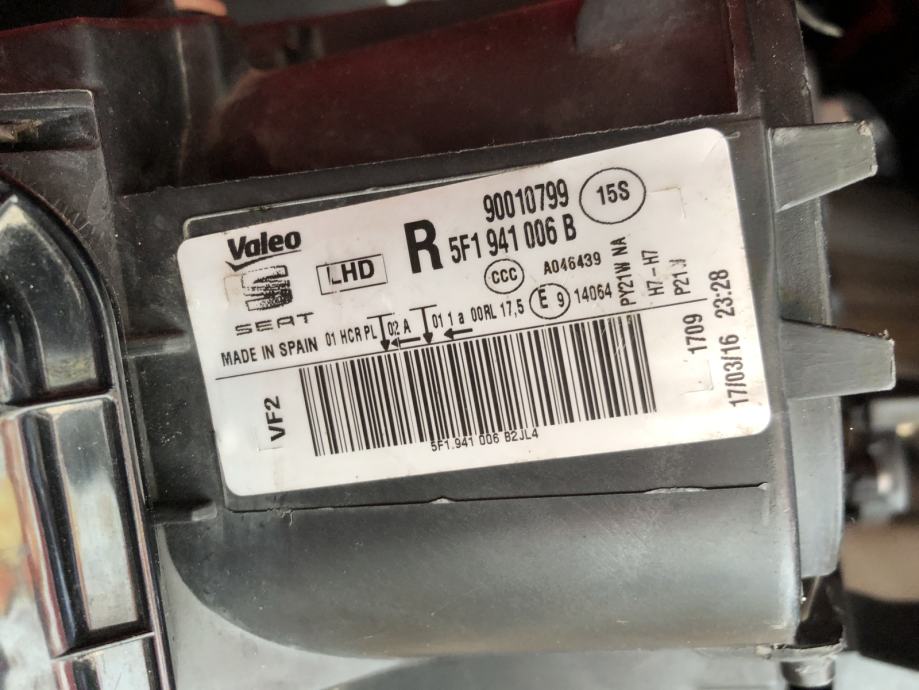 Valeo
SEAT
LHD
R
90010799
5F1 941 006 B
15S
CCC
A046439
01 HCR PL 02 A 01 1 a 00RL 17,5 E 9 14064
PY21W NA
H7-H7
MADE IN SPAIN
1709
17/03/16 23:28
VF2
5F1.941 006 B2JL4